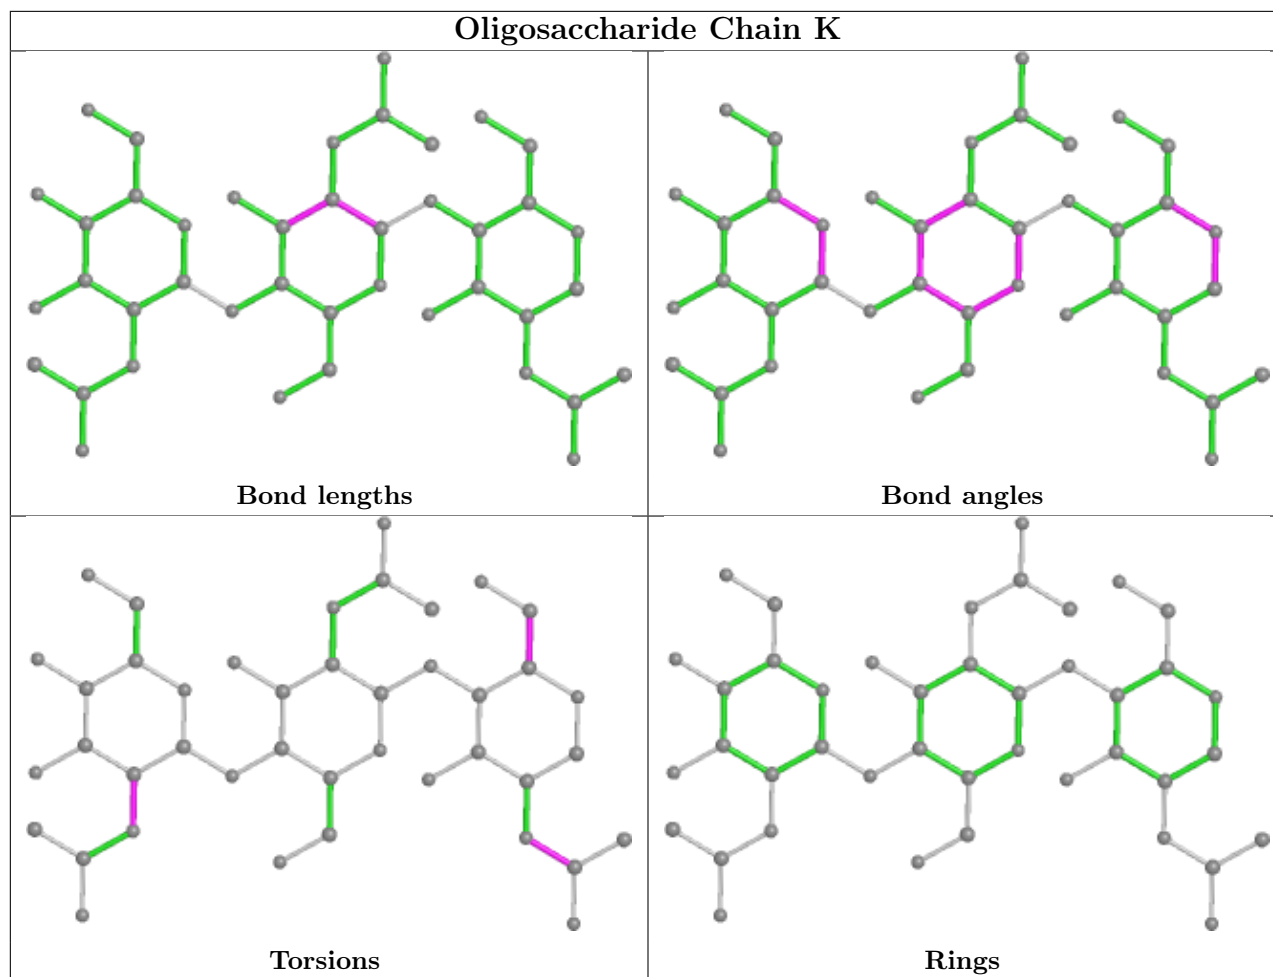 Oligosaccharide Chain K
Bond lengths
Bond angles
Torsions
Rings